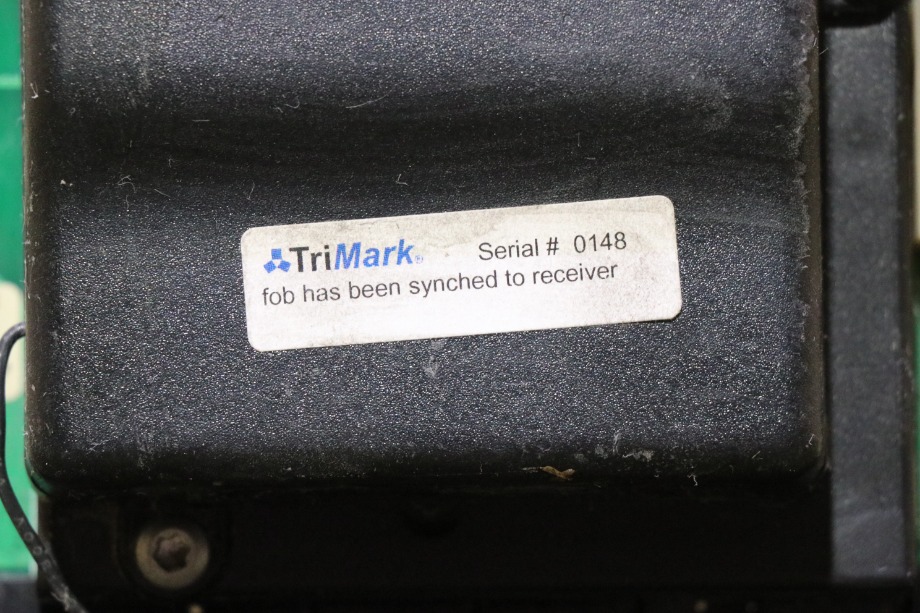 TriMark® Serial # 0148
fob has been synched to receiver